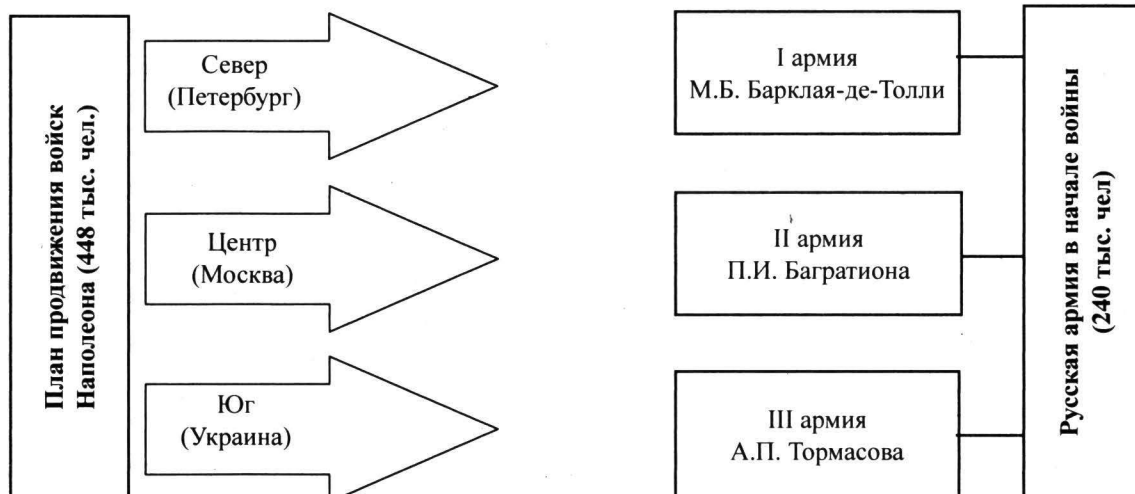 План продвижения войск
Наполеона (448 тыс. чел.)
Север
(Петербург)
Центр
(Москва)
Юг
(Украина)
I армия
М.Б. Барклая-де-Толли
II армия
П.И. Багратиона
III армия
А.П. Тормасова
Русская армия в начале войны
(240 тыс. чел)